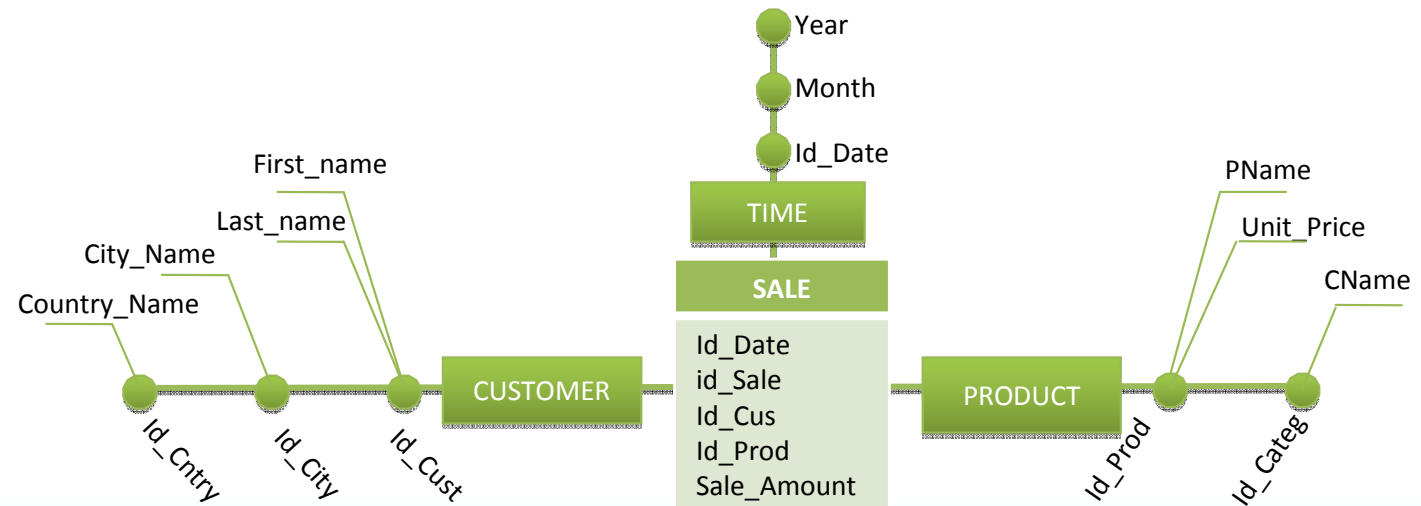 Year
Month
Id_Date
TIME
SALE
Id_Date
id_Sale
Id_Cus
Id_Prod
Sale_Amount
First_name
Last_name
City_Name
Country_Name
CUSTOMER
Id_Cntry
Id_City
Id_Cust
PName
Unit_Price
CName
PRODUCT
Id_Prod
Id_Categ